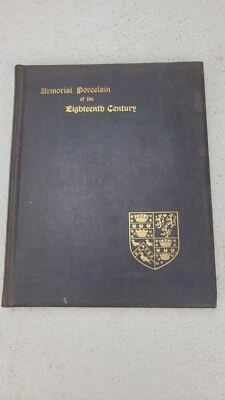 Armorial Porcelain
of the
Eighteenth Century